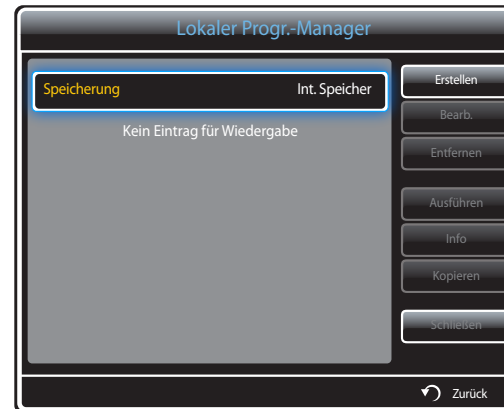 Lokaler Progr.-Manager
Speicherung Int. Speicher
Kein Eintrag für Wiedergabe
Erstellen
Bearb.
Entfernen
Ausführen
Info
Kopieren
Schließen
Zurück